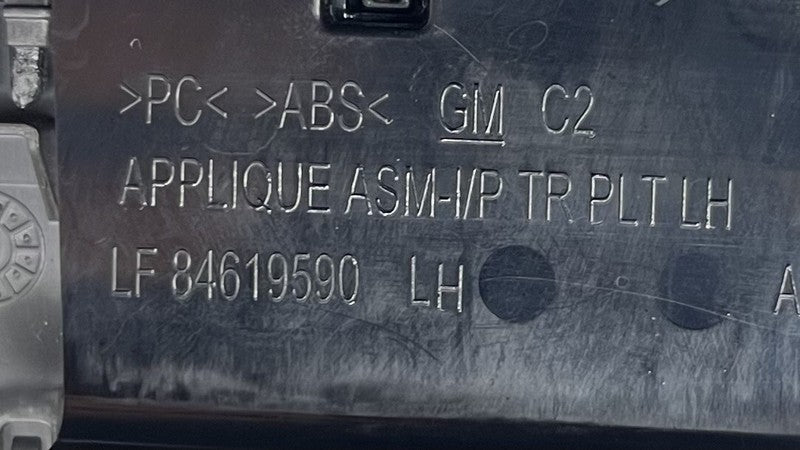 >PC< >ABS< GM C2
APPLIQUE ASM-I/P TR PLT LH
LF 84619590 LH A